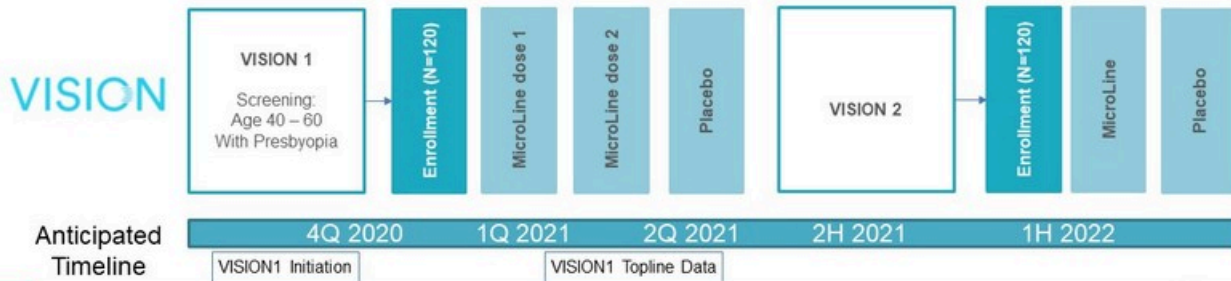 VISION
VISION 1
Screening:
Age 40 – 60
With Presbyopia
Enrollment (N=120)
MicroLine dose 1
MicroLine dose 2
Placebo
VISION 2
Enrollment (N=120)
MicroLine
Placebo
Anticipated
Timeline
4Q 2020
1Q 2021
2Q 2021
2H 2021
1H 2022
VISION1 Initiation
VISION1 Topline Data